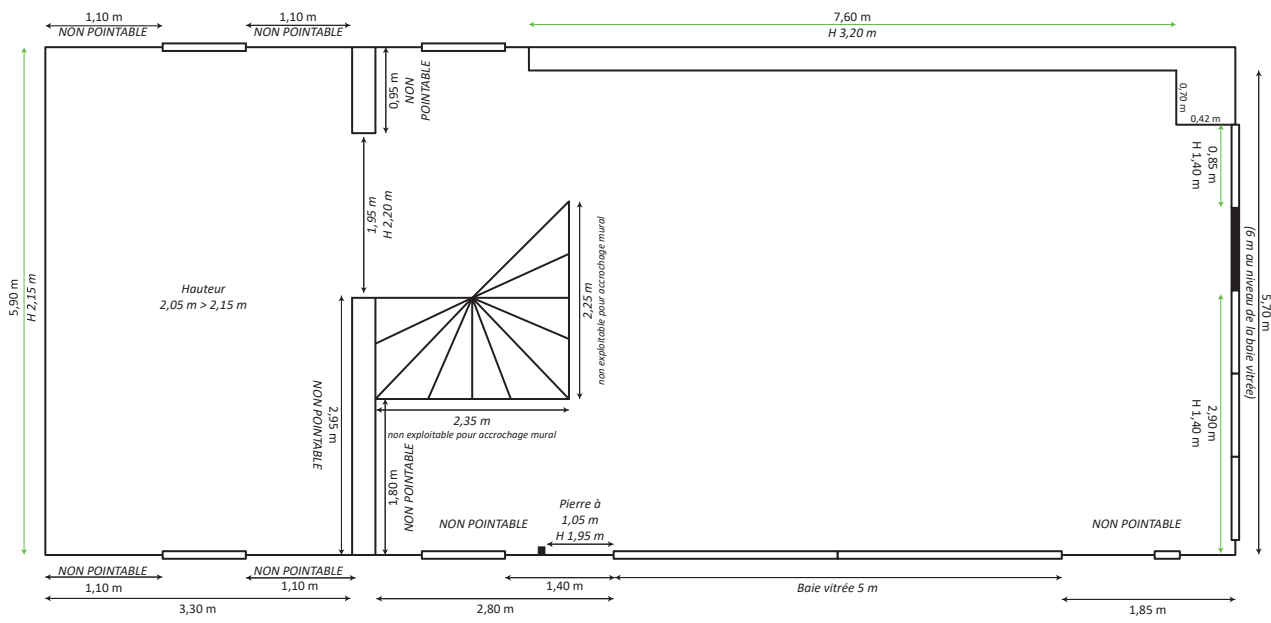 1,10 m
NON POINTABLE
1,10 m
NON POINTABLE
7,60 m
H 3,20 m
0,95 m
NON
POINTABLE
0,70 m
0,42 m
0,85 m
H 1,40 m
1,95 m
H 2,20 m
5,90 m
H 2,15 m
Hauteur
2,05 m > 2,15 m
2,25 m
non exploitable pour accrochage mural
(6 m au niveau de la baie vitrée)
5,70 m
2,95 m
NON POINTABLE
2,35 m
non exploitable pour accrochage mural
2,90 m
H 1,40 m
1,80 m
NON POINTABLE
NON POINTABLE
Pierre à
1,05 m
H 1,95 m
NON POINTABLE
NON POINTABLE
1,10 m
NON POINTABLE
1,10 m
3,30 m
1,40 m
2,80 m
Baie vitrée 5 m
1,85 m